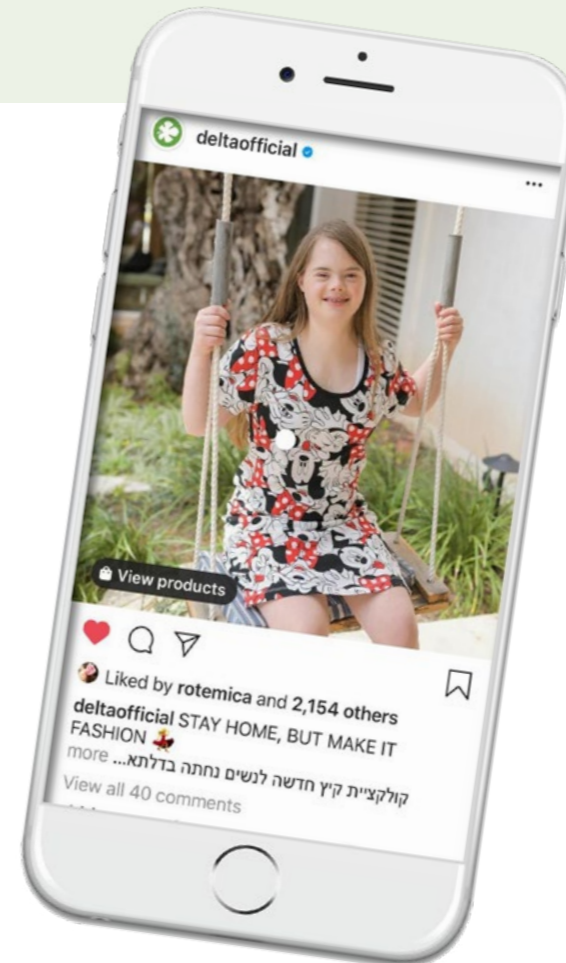 deltaofficial
View products
Liked by rotemica and 2,154 others
deltaofficial STAY HOME, BUT MAKE IT
FASHION 💃
קולקציית קיץ חדשה לנשים נחתה בדלתא... more
View all 40 comments